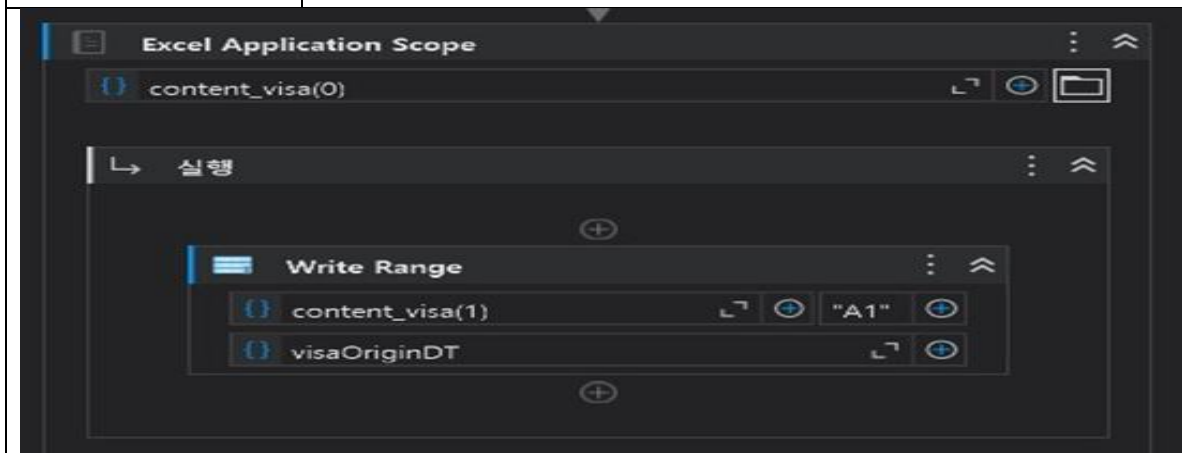 Excel Application Scope
{} content_visa(0)
실행
Write Range
{} content_visa(1) "A1"
{} visaOriginDT